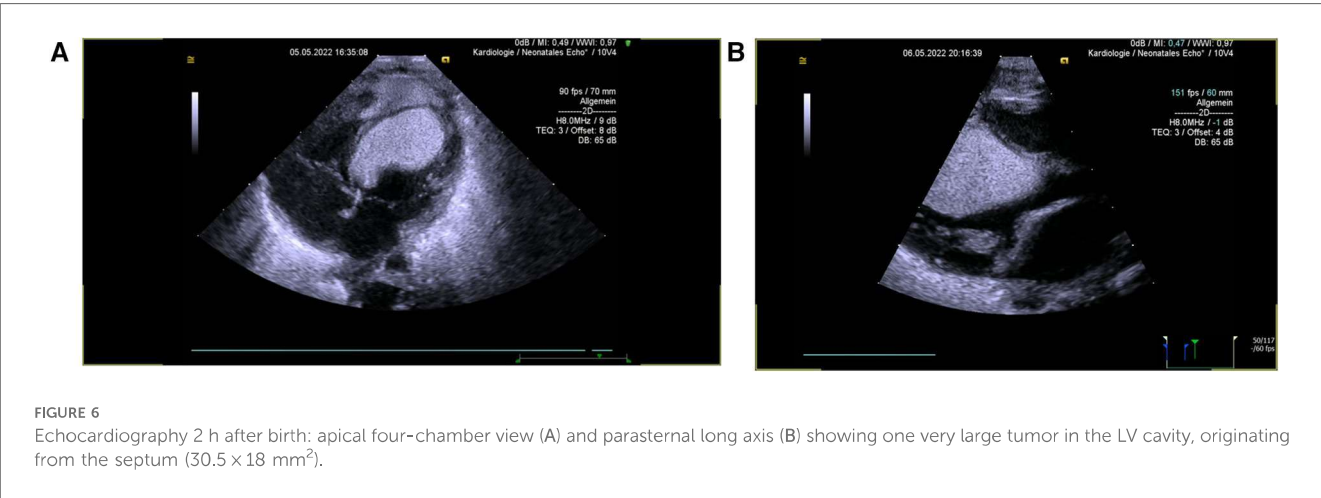 A
05.05.2022 16:35:08
0dB / MI: 0,49 / WWI: 0,97
Kardiologie / Neonatales Echo* / 10V4
90 fps / 70 mm
Allgemein
--------2D--------
H8.0MHz / 9 dB
TEQ: 3 / Offset: 8 dB
DB: 65 dB
B
06.05.2022 20:16:39
0dB / MI: 0,47 / WWI: 0,97
Kardiologie / Neonatales Echo* / 10V4
151 fps / 60 mm
Allgemein
--------2D--------
H8.0MHz / -1 dB
TEQ: 3 / Offset: 4 dB
DB: 65 dB
50/117
-/60 fps
FIGURE 6
Echocardiography 2 h after birth: apical four-chamber view (A) and parasternal long axis (B) showing one very large tumor in the LV cavity, originating
from the septum (30.5 × 18 mm²).